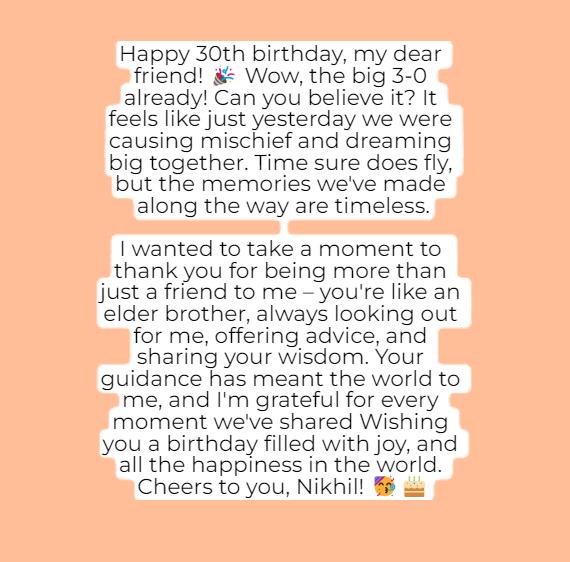 Happy 30th birthday, my dear
friend! 🎉 Wow, the big 3-0
already! Can you believe it? It
feels like just yesterday we were
causing mischief and dreaming
big together. Time sure does fly,
but the memories we've made
along the way are timeless.
I wanted to take a moment to
thank you for being more than
just a friend to me – you're like an
elder brother, always looking out
for me, offering advice, and
sharing your wisdom. Your
guidance has meant the world to
me, and I'm grateful for every
moment we've shared Wishing
you a birthday filled with joy, and
all the happiness in the world.
Cheers to you, Nikhil! 🥳 🎂